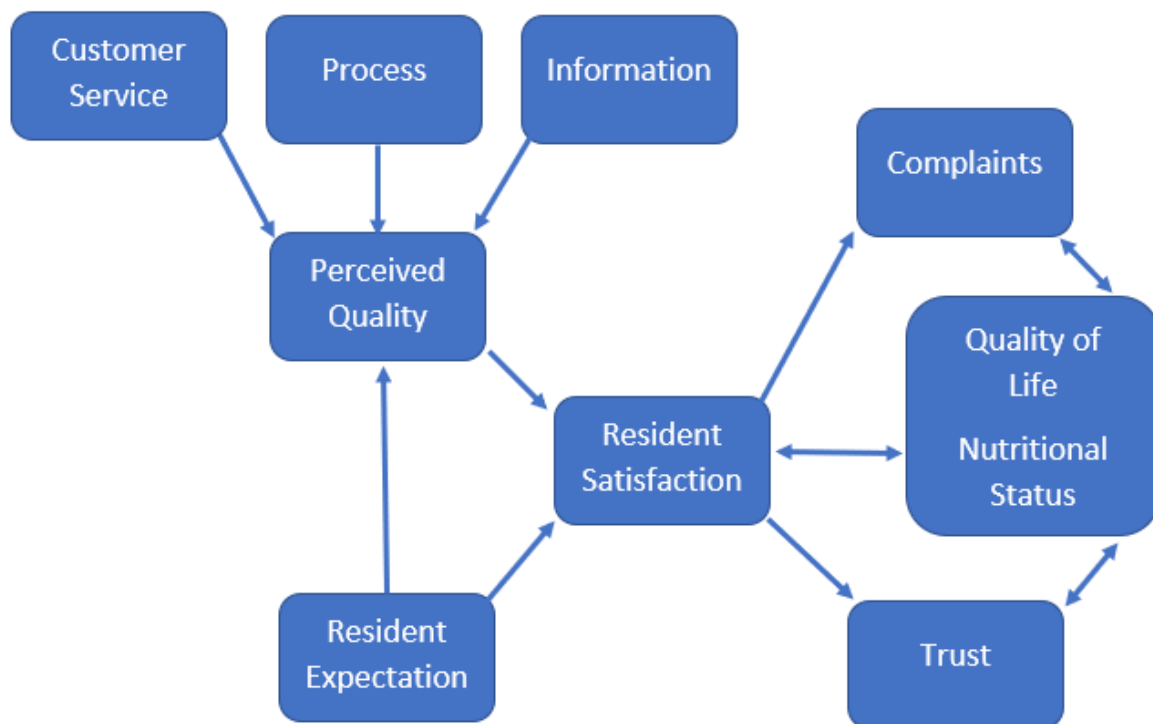 Customer
Service
Process
Information
Complaints
Perceived
Quality
Quality of
Life
Nutritional
Status
Resident
Satisfaction
Resident
Expectation
Trust